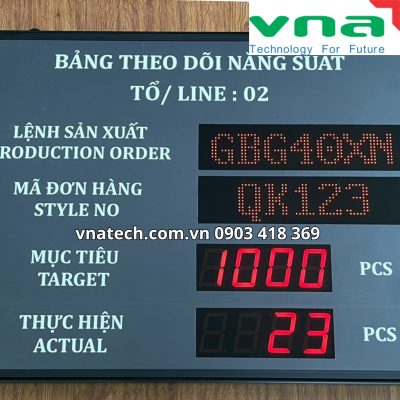 vna
Technology For Future
BẢNG THEO DÕI NĂNG SUẤT
TỔ/ LINE : 02
LỆNH SẢN XUẤT
RODUCTION ORDER
GBG40XM
MÃ ĐƠN HÀNG
STYLE NO
QK123
vnatech.com.vn 0903 418 369
MỤC TIÊU
TARGET
1000
PCS
THỰC HIỆN
ACTUAL
23
PCS